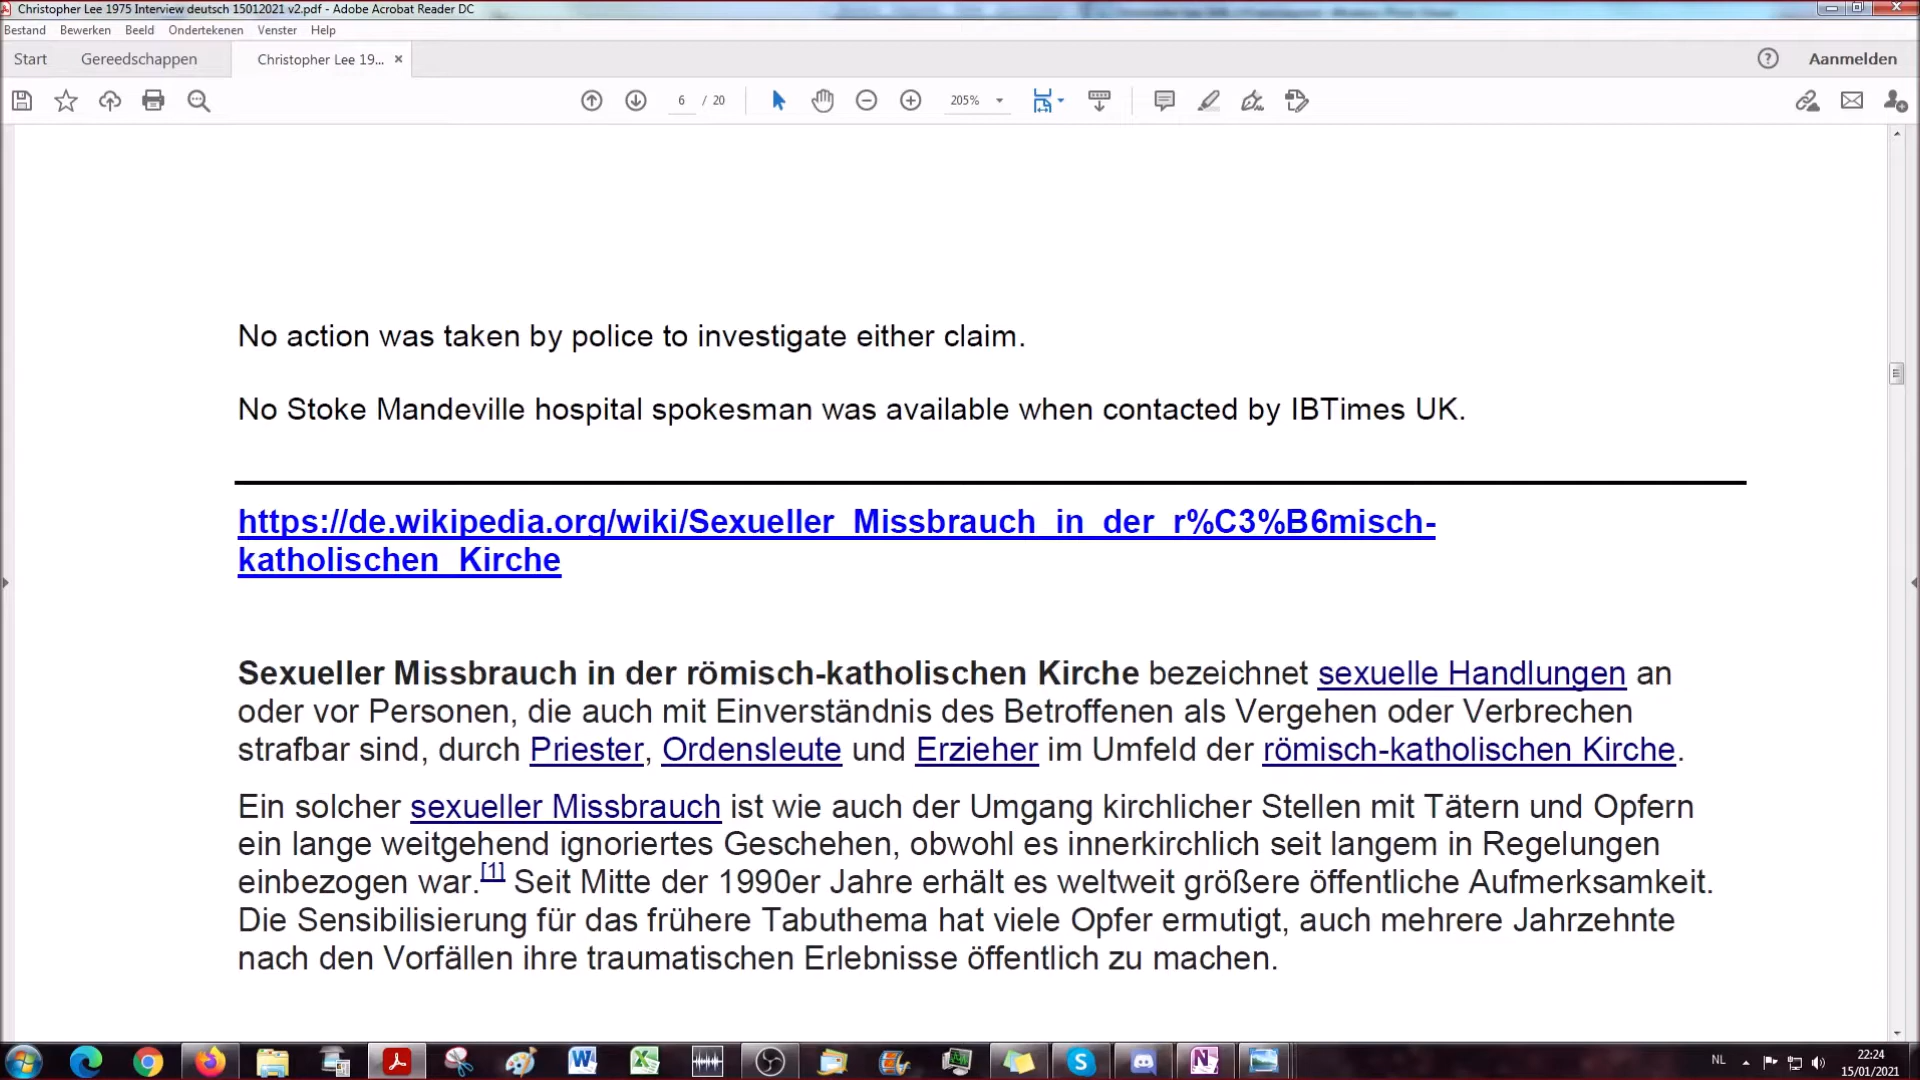 Christopher Lee 1975 Interview deutsch 15012021 v2.pdf - Adobe Acrobat Reader DC
Bestand Bewerken Beeld Ondertekenen Venster Help
Start Gereedschappen Christopher Lee 19... × Aanmelden
6 / 20 205%
No action was taken by police to investigate either claim.
No Stoke Mandeville hospital spokesman was available when contacted by IBTimes UK.
https://de.wikipedia.org/wiki/Sexueller_Missbrauch_in_der_r%C3%B6misch-
katholischen_Kirche
Sexueller Missbrauch in der römisch-katholischen Kirche bezeichnet sexuelle Handlungen an
oder vor Personen, die auch mit Einverständnis des Betroffenen als Vergehen oder Verbrechen
strafbar sind, durch Priester, Ordensleute und Erzieher im Umfeld der römisch-katholischen Kirche.
Ein solcher sexueller Missbrauch ist wie auch der Umgang kirchlicher Stellen mit Tätern und Opfern
ein lange weitgehend ignoriertes Geschehen, obwohl es innerkirchlich seit langem in Regelungen
einbezogen war.[1] Seit Mitte der 1990er Jahre erhält es weltweit größere öffentliche Aufmerksamkeit.
Die Sensibilisierung für das frühere Tabuthema hat viele Opfer ermutigt, auch mehrere Jahrzehnte
nach den Vorfällen ihre traumatischen Erlebnisse öffentlich zu machen.
NL 22:24
15/01/2021